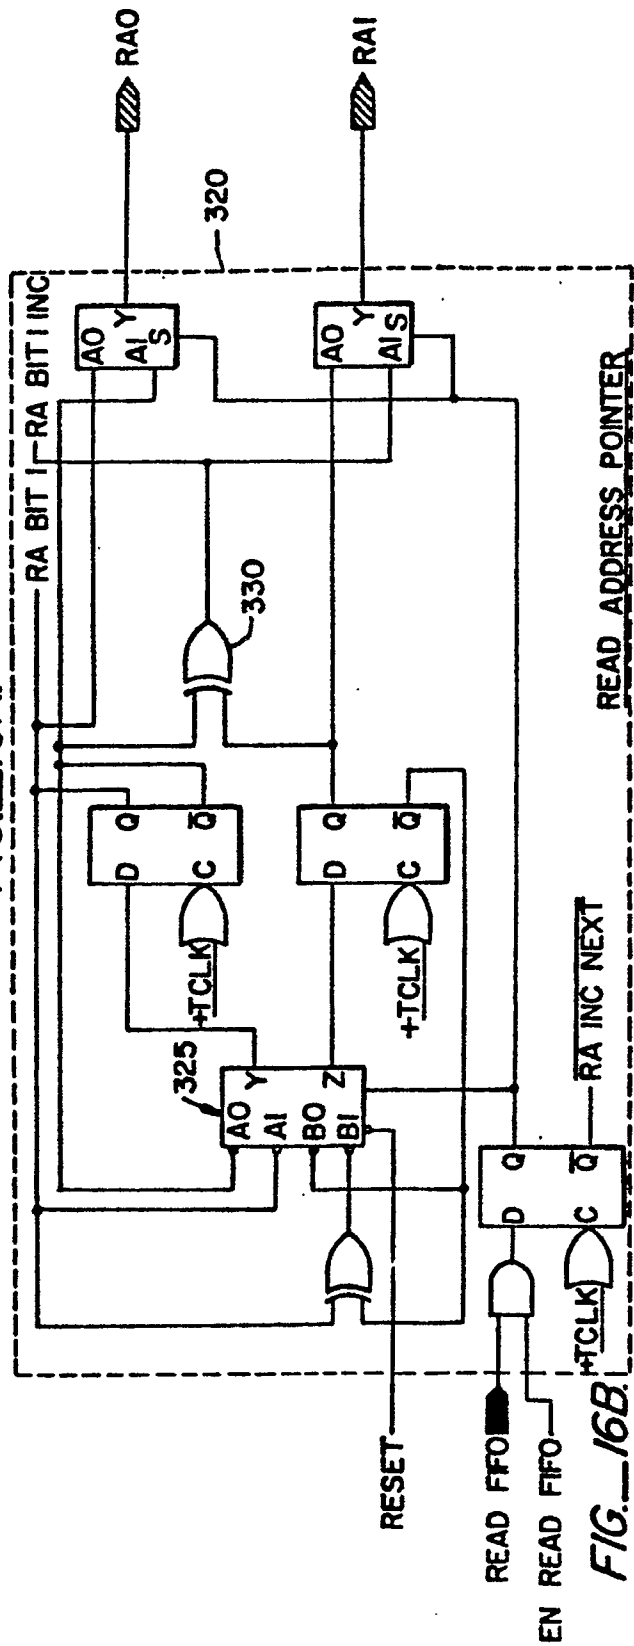 RA0
RA1
320
RA BIT 1
RA BIT 1 INC
A0
A1
Y
S
A0
A1
Y
S
330
D
Q
C
Q̅
+TCLK
D
Q
C
Q̅
+TCLK
325
A0
A1
B0
B1
Y
Z
RESET
D
Q
C
Q̅
+TCLK
RA INC NEXT
READ FIFO
EN READ FIFO
READ ADDRESS POINTER
FIG._16B.